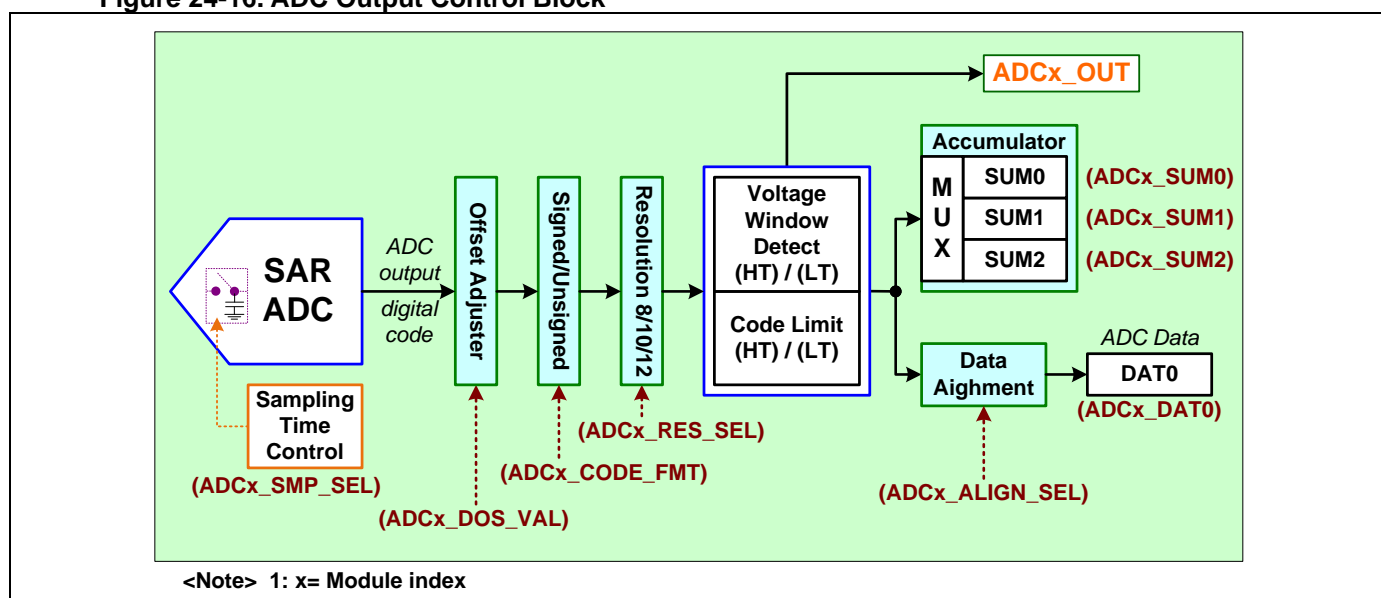 Figure 24-16. ADC Output Control Block
ADCx_OUT
Accumulator
MUX
SUM0
(ADCx_SUM0)
SUM1
(ADCx_SUM1)
SUM2
(ADCx_SUM2)
SAR
ADC
ADC
output
digital
code
Offset Adjuster
Signed/Unsigned
Resolution 8/10/12
Voltage
Window
Detect
(HT) / (LT)
Code Limit
(HT) / (LT)
Data
Aighment
ADC Data
DAT0
(ADCx_DAT0)
Sampling
Time
Control
(ADCx_SMP_SEL)
(ADCx_RES_SEL)
(ADCx_CODE_FMT)
(ADCx_DOS_VAL)
(ADCx_ALIGN_SEL)
<Note> 1: x= Module index